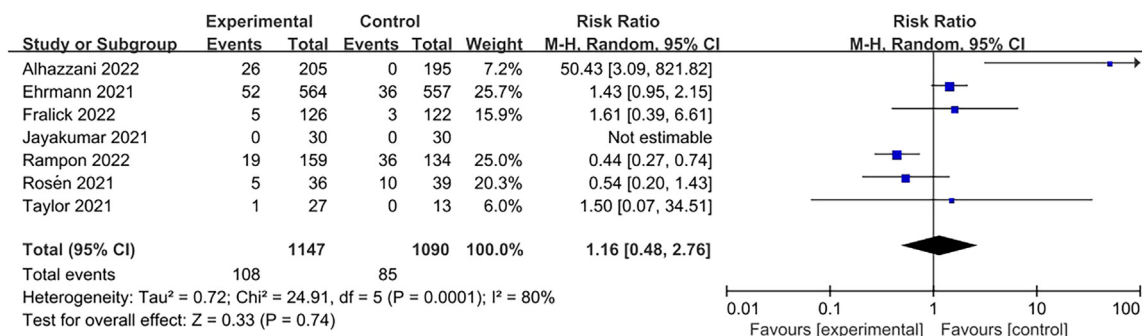 Experimental Control Risk Ratio Risk Ratio
Study or Subgroup Events Total Events Total Weight M-H, Random, 95% CI M-H, Random, 95% CI
Alhazzani 2022 26 205 0 195 7.2% 50.43 [3.09, 821.82]
Ehrmann 2021 52 564 36 557 25.7% 1.43 [0.95, 2.15]
Fralick 2022 5 126 3 122 15.9% 1.61 [0.39, 6.61]
Jayakumar 2021 0 30 0 30 Not estimable
Rampon 2022 19 159 36 134 25.0% 0.44 [0.27, 0.74]
Rosén 2021 5 36 10 39 20.3% 0.54 [0.20, 1.43]
Taylor 2021 1 27 0 13 6.0% 1.50 [0.07, 34.51]
Total (95% CI) 1147 1090 100.0% 1.16 [0.48, 2.76]
Total events 108 85
Heterogeneity: Tau² = 0.72; Chi² = 24.91, df = 5 (P = 0.0001); I² = 80%
Test for overall effect: Z = 0.33 (P = 0.74)
0.01 0.1 1 10 100
Favours [experimental] Favours [control]